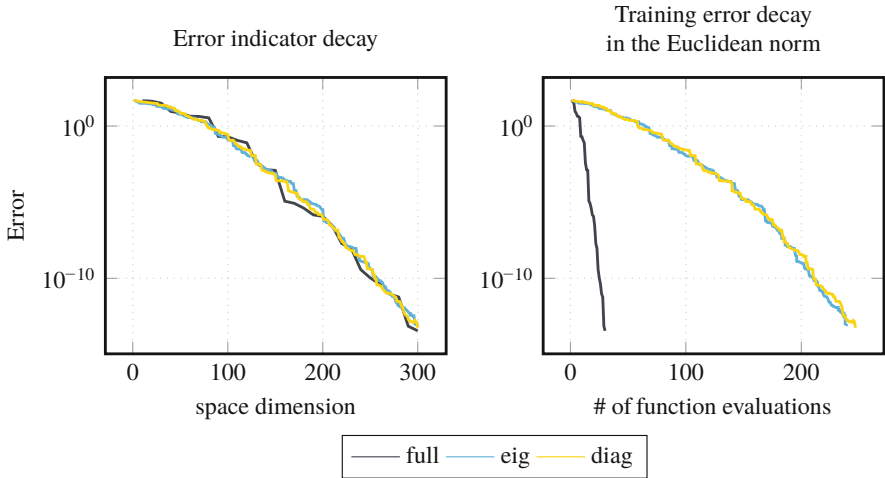 Error indicator decay
Training error decay
in the Euclidean norm
Error
10^0
10^−10
0 100 200 300
space dimension
10^0
10^−10
0 100 200
# of function evaluations
full eig diag